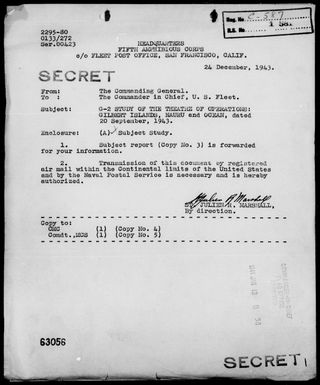 2295-80
0133/272
Ser.00423
HEADQUARTERS
FIFTH AMPHIBIOUS CORPS
c/o FLEET POST OFFICE, SAN FRANCISCO, CALIF.
SECRET
24 December, 1943.
From: The Commanding General.
To : The Commander in Chief, U. S. Fleet.
Subject: G-2 STUDY OF THE THEATRE OF OPERATIONS:
GILBERT ISLANDS, NAURU and OCEAN, dated
20 September, 1943.
Enclosure: (A) Subject Study.
1. Subject report (Copy No. 3) is forwarded
for your information.
2. Transmission of this document by registered
air mail within the Continental limits of the United States
and by the Naval Postal Service is necessary and is hereby
authorized.
JULIEN R. MARSHALL,
By direction.
Copy to:
CMC (1) (Copy No. 4)
Comdt.,MCS (1) (Copy No. 5)
63056
SECRET